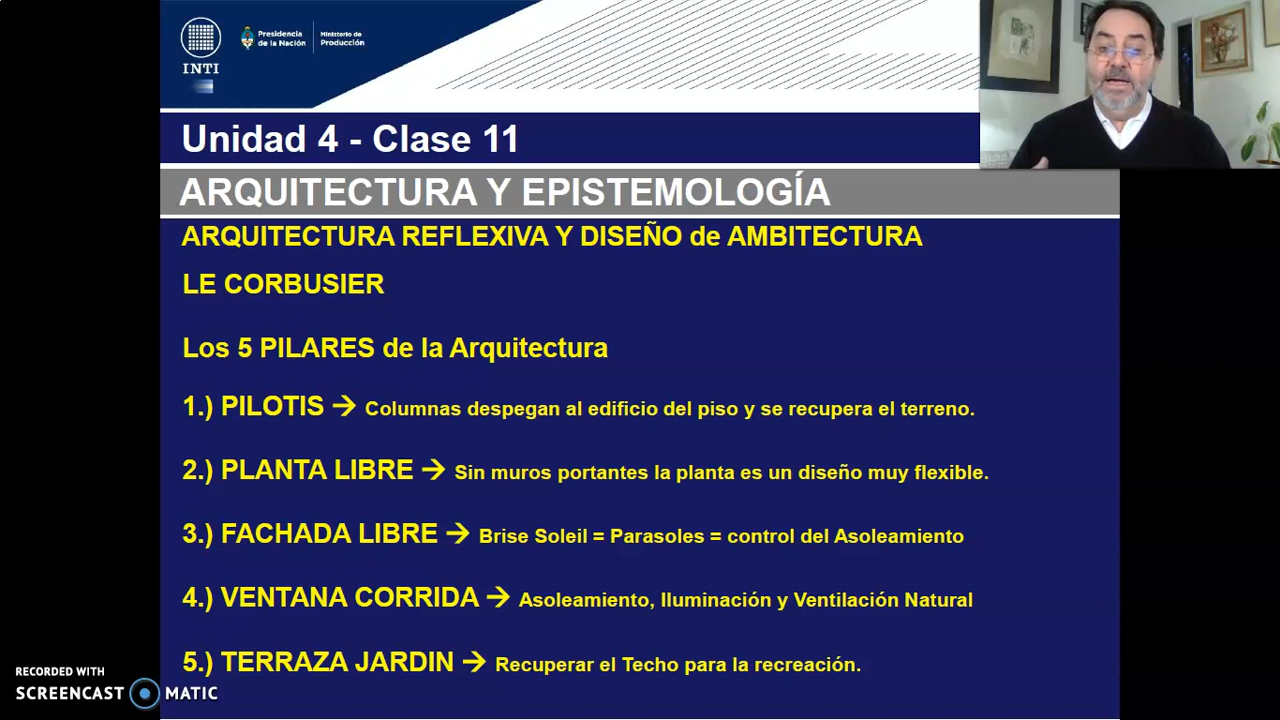 INTI
Presidencia
de la Nación
Ministerio de
Producción
Unidad 4 - Clase 11
ARQUITECTURA Y EPISTEMOLOGÍA
ARQUITECTURA REFLEXIVA Y DISEÑO de AMBITECTURA
LE CORBUSIER
Los 5 PILARES de la Arquitectura
1.) PILOTIS → Columnas despegan al edificio del piso y se recupera el terreno.
2.) PLANTA LIBRE → Sin muros portantes la planta es un diseño muy flexible.
3.) FACHADA LIBRE → Brise Soleil = Parasoles = control del Asoleamiento
4.) VENTANA CORRIDA → Asoleamiento, Iluminación y Ventilación Natural
5.) TERRAZA JARDIN → Recuperar el Techo para la recreación.
RECORDED WITH
SCREENCAST MATIC